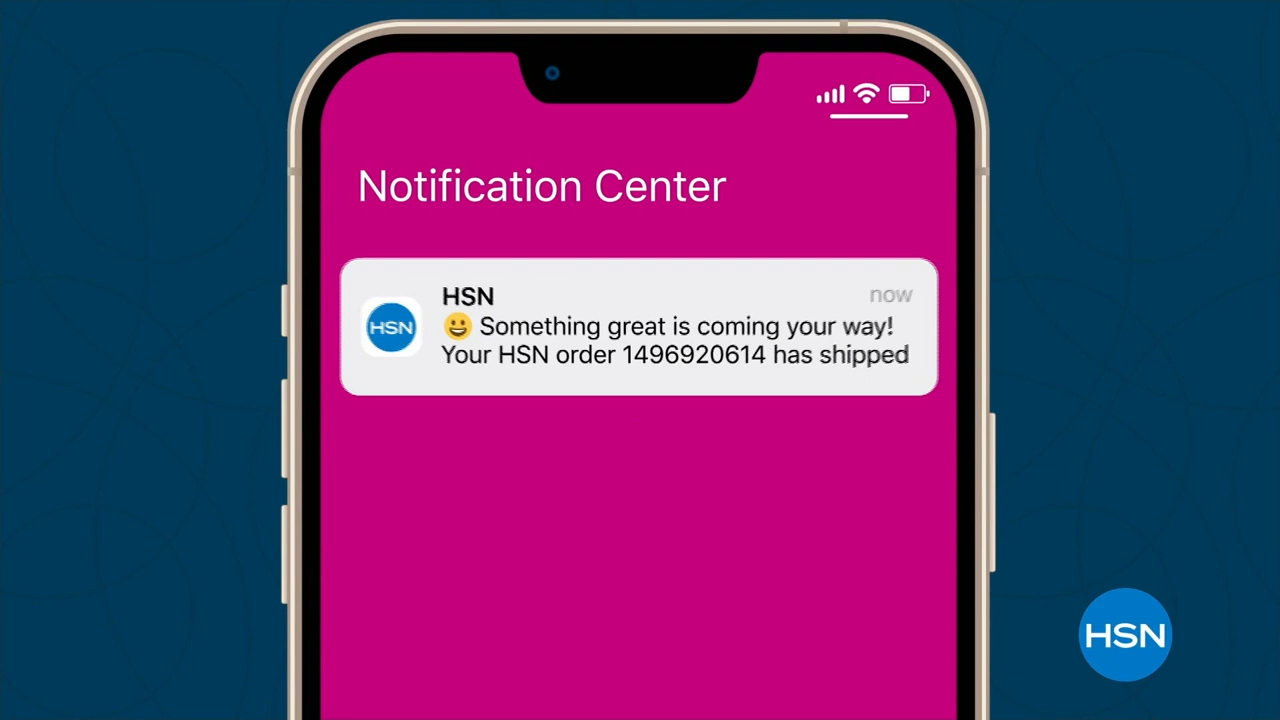 Notification Center
HSN
now
HSN
😀 Something great is coming your way!
Your HSN order 1496920614 has shipped
HSN